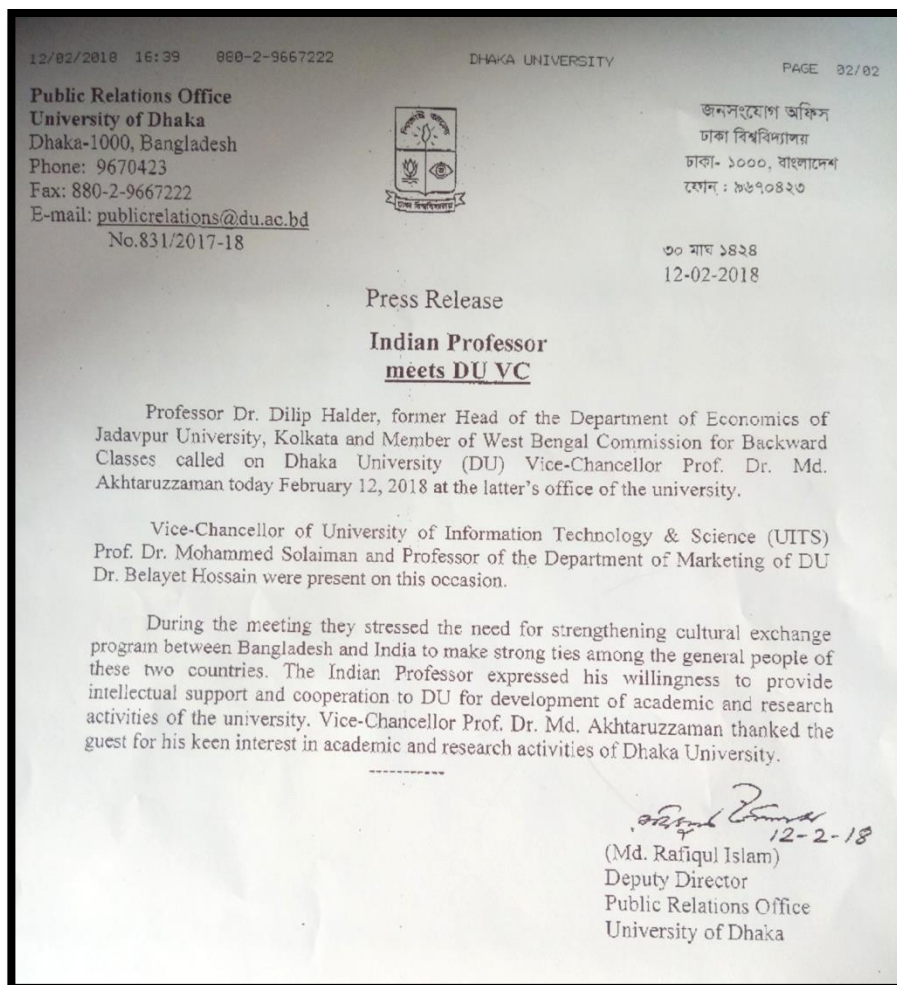 12/02/2018 16:39 880-2-9667222 DHAKA UNIVERSITY PAGE 02/02
Public Relations Office
University of Dhaka
Dhaka-1000, Bangladesh
Phone: 9670423
Fax: 880-2-9667222
E-mail: publicrelations@du.ac.bd
No.831/2017-18
ঢাকা বিশ্ববিদ্যালয়
জনসংযোগ অফিস
ঢাকা বিশ্ববিদ্যালয়
ঢাকা- ১০০০, বাংলাদেশ
ফোন : ৯৬৭০৪২৩
৩০ মাঘ ১৪২৪
12-02-2018
Press Release
Indian Professor
meets DU VC
Professor Dr. Dilip Halder, former Head of the Department of Economics of
Jadavpur University, Kolkata and Member of West Bengal Commission for Backward
Classes called on Dhaka University (DU) Vice-Chancellor Prof. Dr. Md.
Akhtaruzzaman today February 12, 2018 at the latter's office of the university.
Vice-Chancellor of University of Information Technology & Science (UITS)
Prof. Dr. Mohammed Solaiman and Professor of the Department of Marketing of DU
Dr. Belayet Hossain were present on this occasion.
During the meeting they stressed the need for strengthening cultural exchange
program between Bangladesh and India to make strong ties among the general people of
these two countries. The Indian Professor expressed his willingness to provide
intellectual support and cooperation to DU for development of academic and research
activities of the university. Vice-Chancellor Prof. Dr. Md. Akhtaruzzaman thanked the
guest for his keen interest in academic and research activities of Dhaka University.
-----------
12-2-18
(Md. Rafiqul Islam)
Deputy Director
Public Relations Office
University of Dhaka